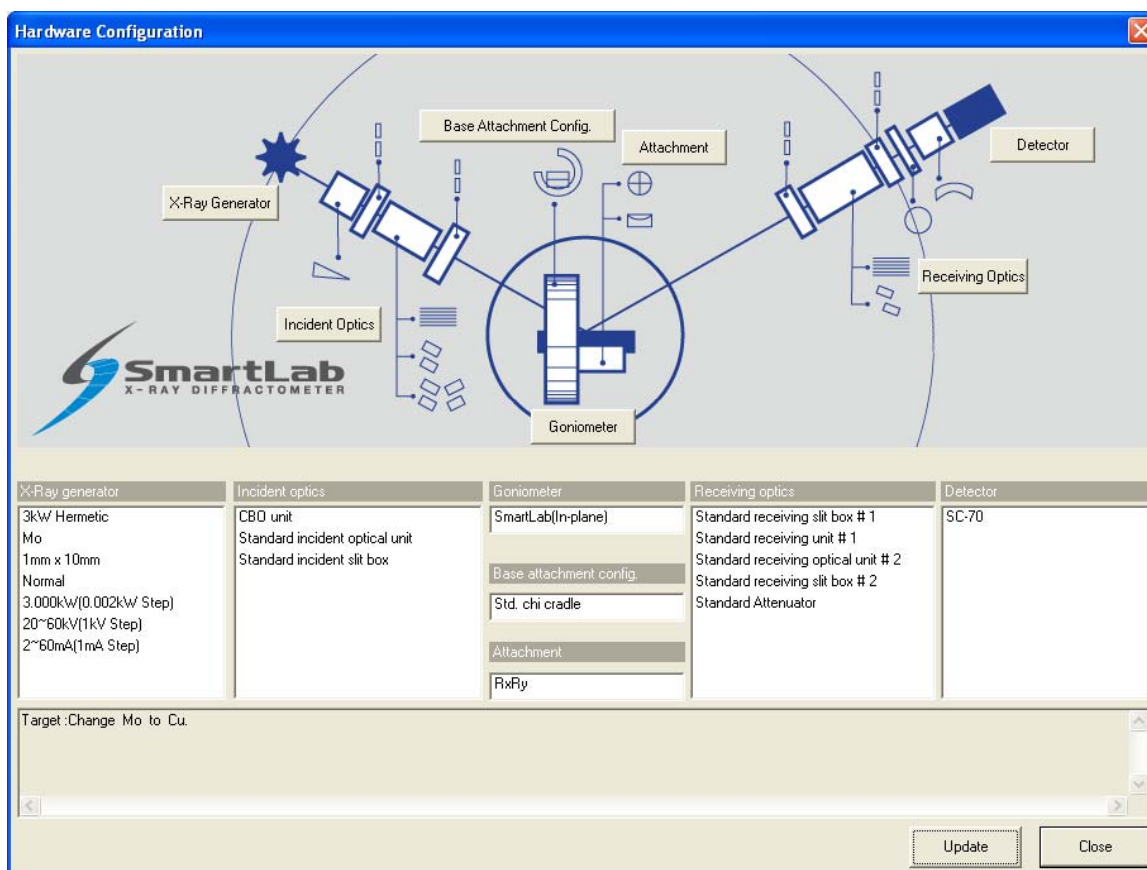 Hardware Configuration
Base Attachment Config.
Attachment
Detector
X-Ray Generator
Receiving Optics
Incident Optics
SmartLab
X-RAY DIFFRACTOMETER
Goniometer
X-Ray generator
3kW Hermetic
Mo
1mm x 10mm
Normal
3.000kW(0.002kW Step)
20~60kV(1kV Step)
2~60mA(1mA Step)
Incident optics
CBO unit
Standard incident optical unit
Standard incident slit box
Goniometer
SmartLab(In-plane)
Base attachment config.
Std. chi cradle
Attachment
RxRy
Receiving optics
Standard receiving slit box # 1
Standard receiving unit # 1
Standard receiving optical unit # 2
Standard receiving slit box # 2
Standard Attenuator
Detector
SC-70
Target :Change Mo to Cu.
Update
Close